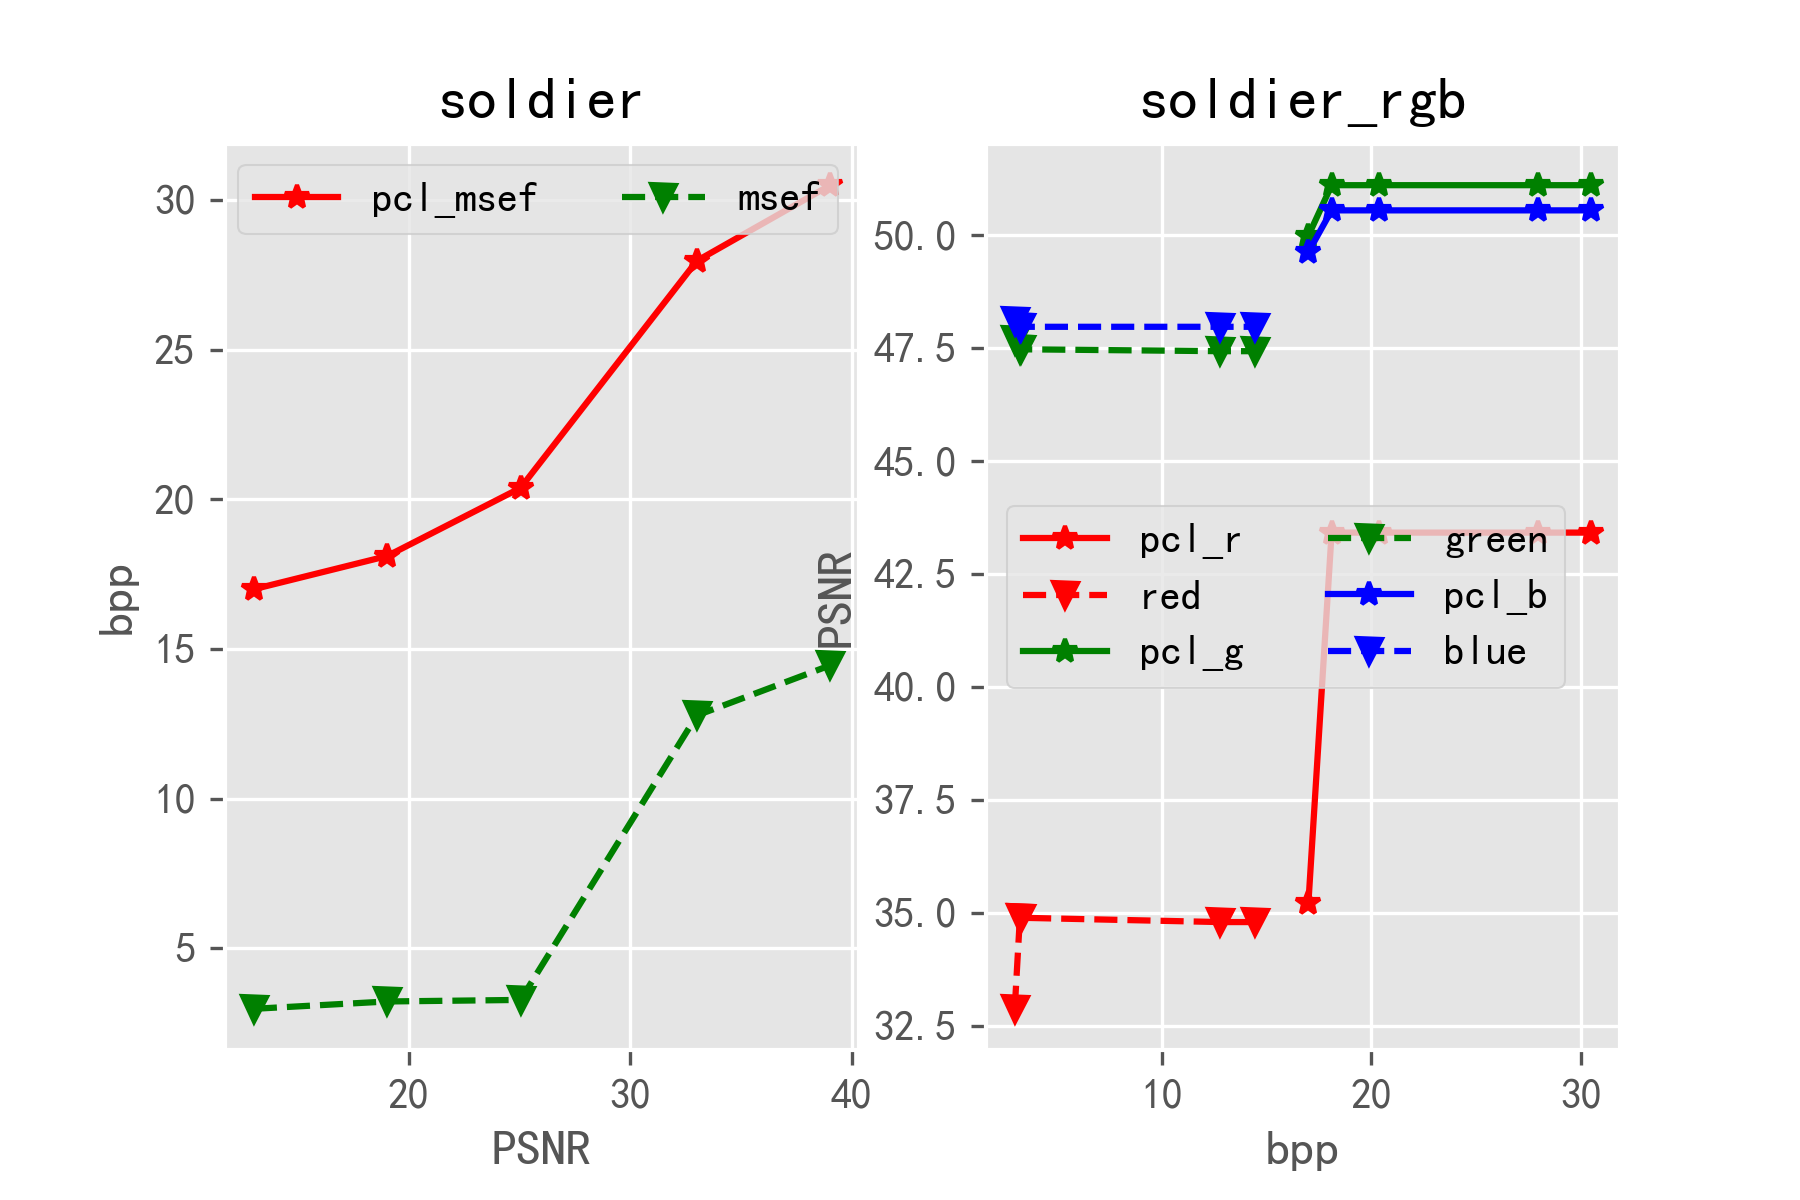 soldier
pcl_msef
msef
30
25
20
15
10
5
bpp
20
30
40
PSNR
soldier_rgb
50.0
47.5
45.0
42.5
40.0
37.5
35.0
32.5
PSNR
pcl_r
red
pcl_g
green
pcl_b
blue
10
20
30
bpp